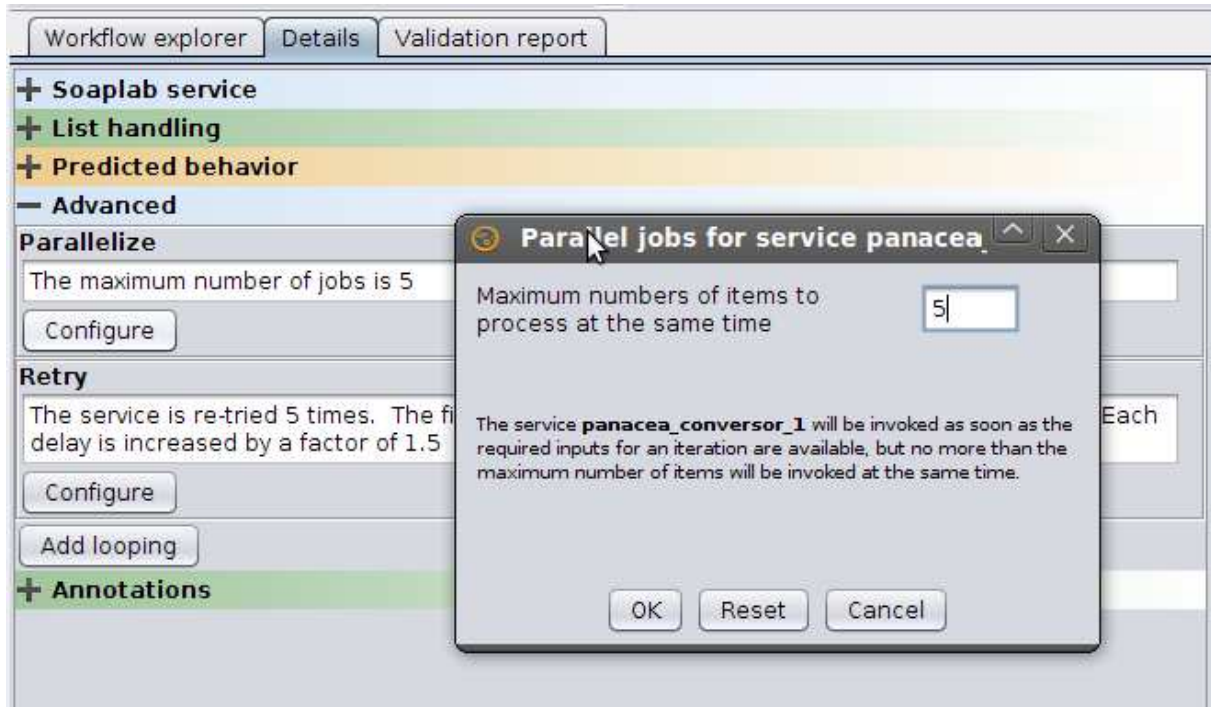 Workflow explorer Details Validation report
Soaplab service
List handling
Predicted behavior
Advanced
Parallelize
The maximum number of jobs is 5
Configure
Retry
The service is re-tried 5 times. The fi Each
delay is increased by a factor of 1.5
Configure
Add looping
Annotations
Parallel jobs for service panacea_
Maximum numbers of items to 5
process at the same time
The service panacea_conversor_1 will be invoked as soon as the
required inputs for an iteration are available, but no more than the
maximum number of items will be invoked at the same time.
OK Reset Cancel